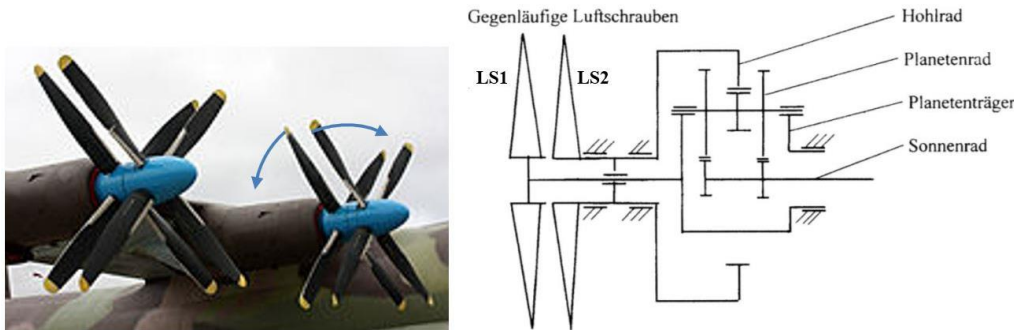 Gegenläufige Luftschrauben
LS1
LS2
Hohlrad
Planetenrad
Planetenträger
Sonnenrad